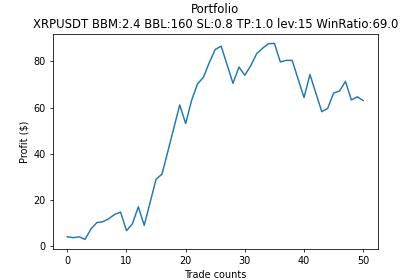 Portfolio
XRPUSDT BBM:2.4 BBL:160 SL:0.8 TP:1.0 lev:15 WinRatio:69.0
Profit ($)
80
60
40
20
0
0 10 20 30 40 50
Trade counts